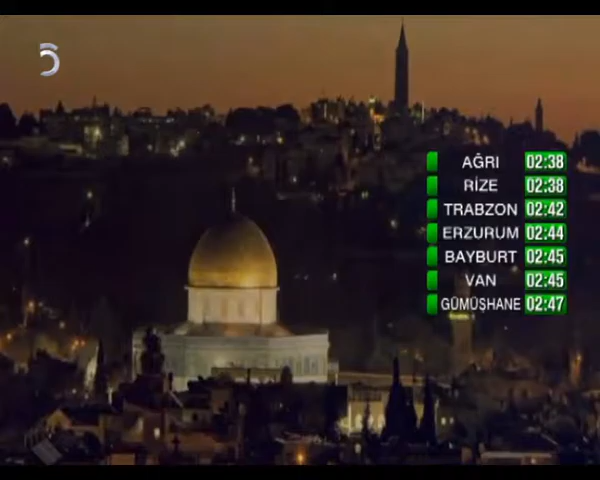 AĞRI 02:38
RİZE 02:38
TRABZON 02:42
ERZURUM 02:44
BAYBURT 02:45
VAN 02:45
GÜMÜŞHANE 02:47